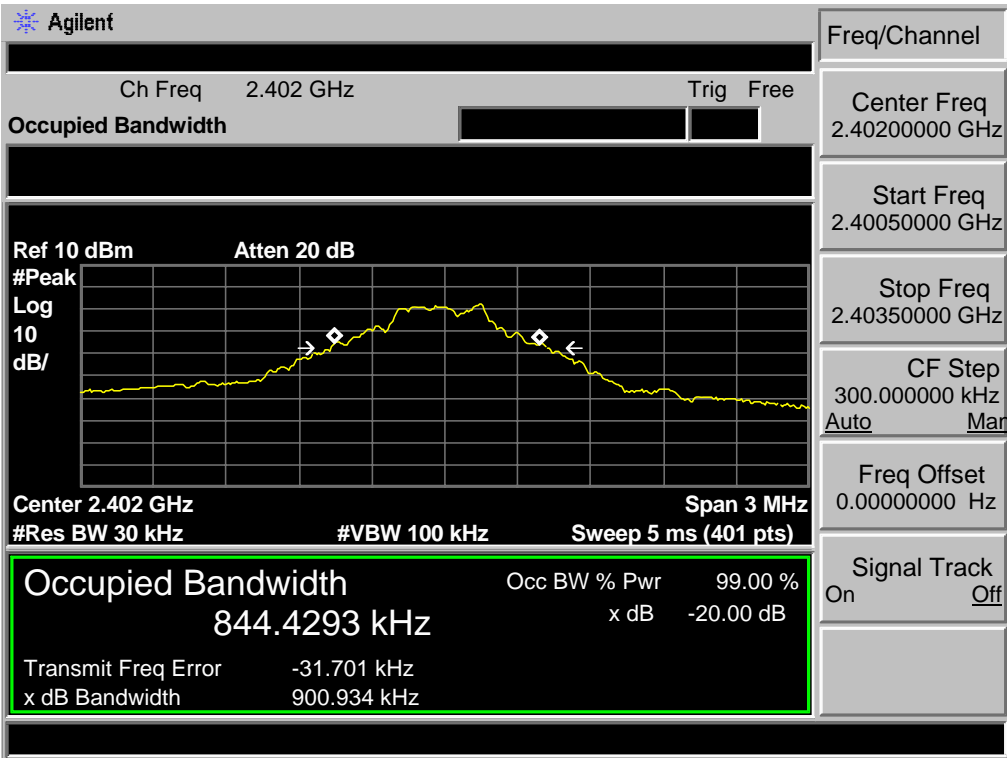 Agilent
Freq/Channel
Ch Freq 2.402 GHz Trig Free
Occupied Bandwidth
Center Freq
2.40200000 GHz
Start Freq
2.40050000 GHz
Stop Freq
2.40350000 GHz
CF Step
300.000000 kHz
Auto Mar
Freq Offset
0.00000000 Hz
Signal Track
On Off
Ref 10 dBm Atten 20 dB
#Peak
Log
10
dB/
Center 2.402 GHz Span 3 MHz
#Res BW 30 kHz #VBW 100 kHz Sweep 5 ms (401 pts)
Occupied Bandwidth Occ BW % Pwr 99.00 %
844.4293 kHz x dB -20.00 dB
Transmit Freq Error -31.701 kHz
x dB Bandwidth 900.934 kHz